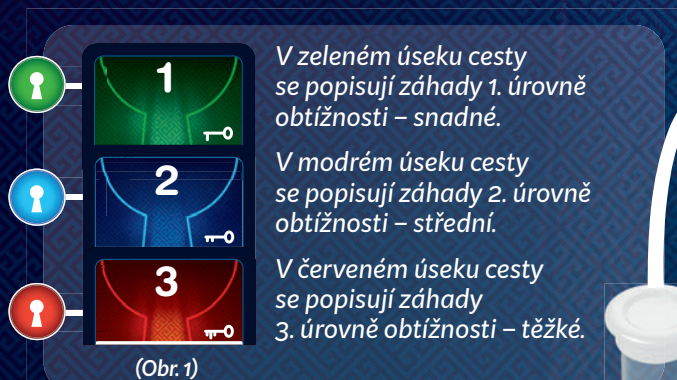 1
V zeleném úseku cesty
se popisují záhady 1. úrovně
obtížnosti – snadné.
2
V modrém úseku cesty
se popisují záhady 2. úrovně
obtížnosti – střední.
3
V červeném úseku cesty
se popisují záhady
3. úrovně obtížnosti – těžké.
(Obr. 1)